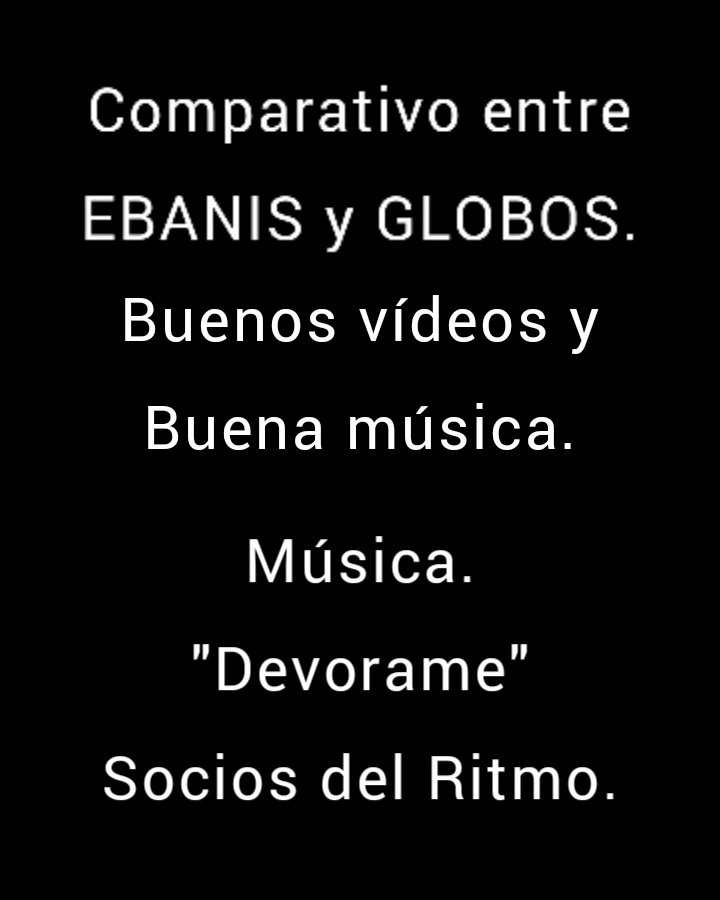 Comparativo entre
EBANIS y GLOBOS.
Buenos vídeos y
Buena música.
Música.
"Devorame"
Socios del Ritmo.